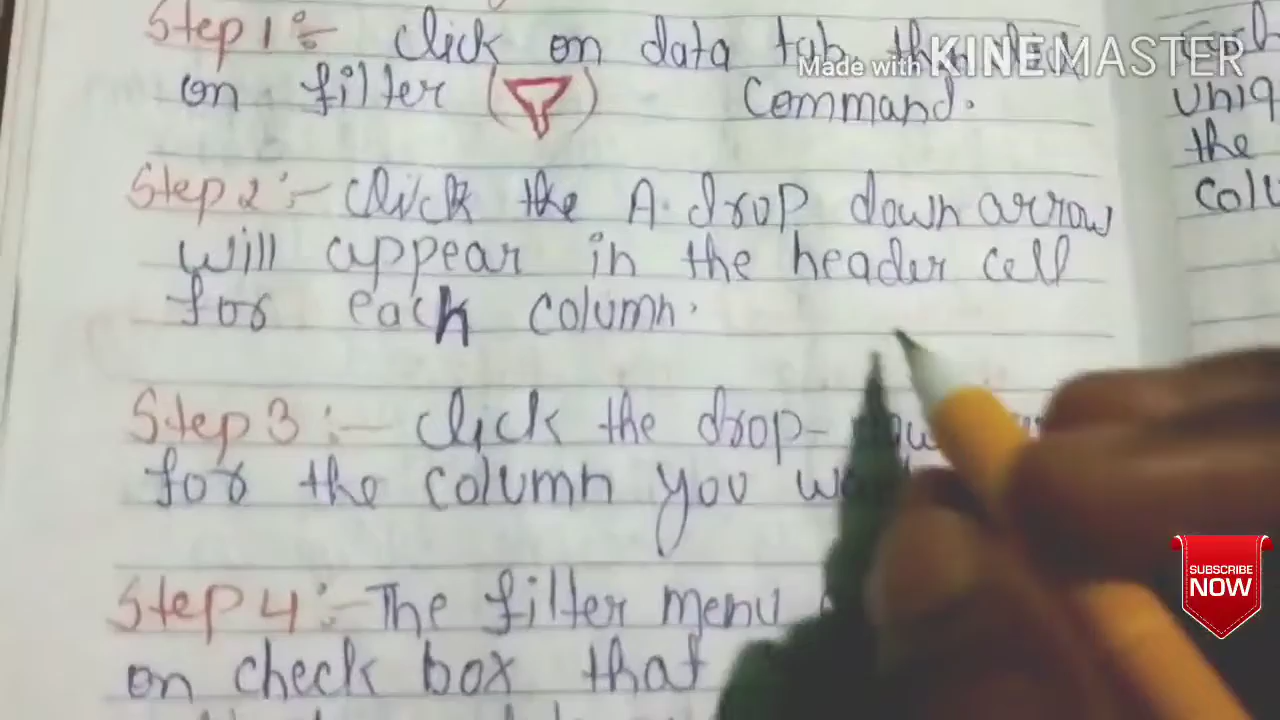 Step 1 :- click on data tab then click
on filter ( ) Command.
Step 2 :- click the A. drop down arrow
will appear in the header cell
for each column.
Step 3 :- click the drop-
for the column you
Step 4 :- The filter menu
on check box that
the
Made with KINEMASTER
SUBSCRIBE
NOW